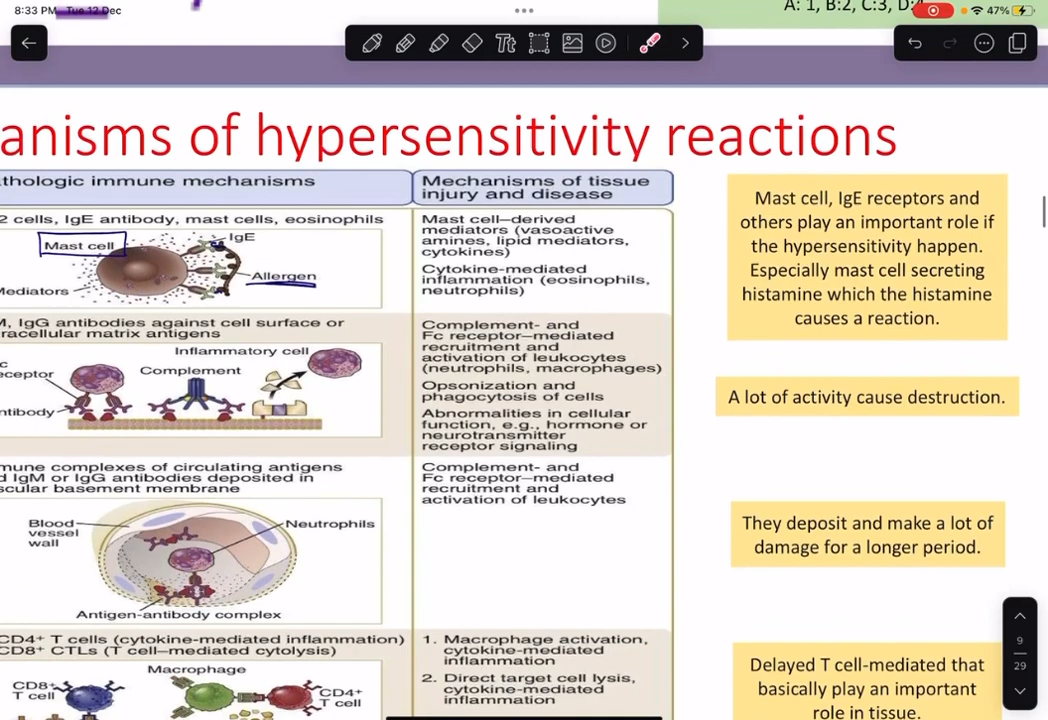 8:33 PM Tue 12 Dec
A: 1, B:2, C:3, D:4
47%
Tt
anisms of hypersensitivity reactions
thologic immune mechanisms
Mechanisms of tissue
injury and disease
2 cells, IgE antibody, mast cells, eosinophils
Mast cell
IgE
Allergen
Mediators
Mast cell–derived
mediators (vasoactive
amines, lipid mediators,
cytokines)
Cytokine-mediated
inflammation (eosinophils,
neutrophils)
Mast cell, IgE receptors and
others play an important role if
the hypersensitivity happen.
Especially mast cell secreting
histamine which the histamine
causes a reaction.
M, IgG antibodies against cell surface or
racellular matrix antigens
Inflammatory cell
Complement
c
eceptor
ntibody
Complement- and
Fc receptor–mediated
recruitment and
activation of leukocytes
(neutrophils, macrophages)
Opsonization and
phagocytosis of cells
Abnormalities in cellular
function, e.g., hormone or
neurotransmitter
receptor signaling
A lot of activity cause destruction.
mune complexes of circulating antigens
d IgM or IgG antibodies deposited in
scular basement membrane
Blood
vessel
wall
Neutrophils
Antigen-antibody complex
Complement- and
Fc receptor–mediated
recruitment and
activation of leukocytes
They deposit and make a lot of
damage for a longer period.
CD4+ T cells (cytokine-mediated inflammation)
CD8+ CTLs (T cell–mediated cytolysis)
Macrophage
CD8+
T cell
CD4+
T cell
1. Macrophage activation,
cytokine-mediated
inflammation
2. Direct target cell lysis,
cytokine-mediated
inflammation
Delayed T cell-mediated that
basically play an important
role in tissue.
9
29